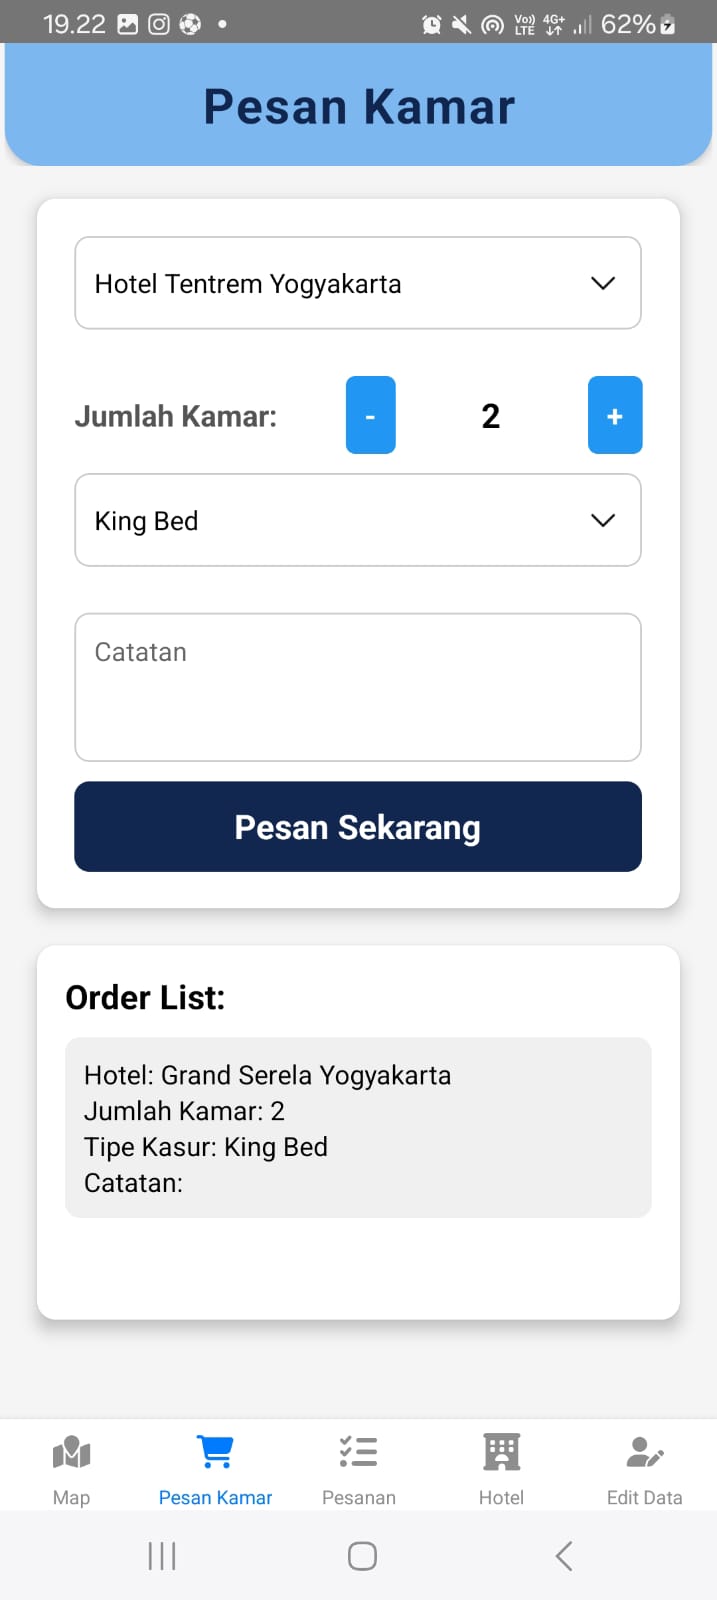 19.22
Vo)) LTE 4G+ 62%
Pesan Kamar
Hotel Tentrem Yogyakarta
Jumlah Kamar: - 2 +
King Bed
Catatan
Pesan Sekarang
Order List:
Hotel: Grand Serela Yogyakarta
Jumlah Kamar: 2
Tipe Kasur: King Bed
Catatan:
Map Pesan Kamar Pesanan Hotel Edit Data